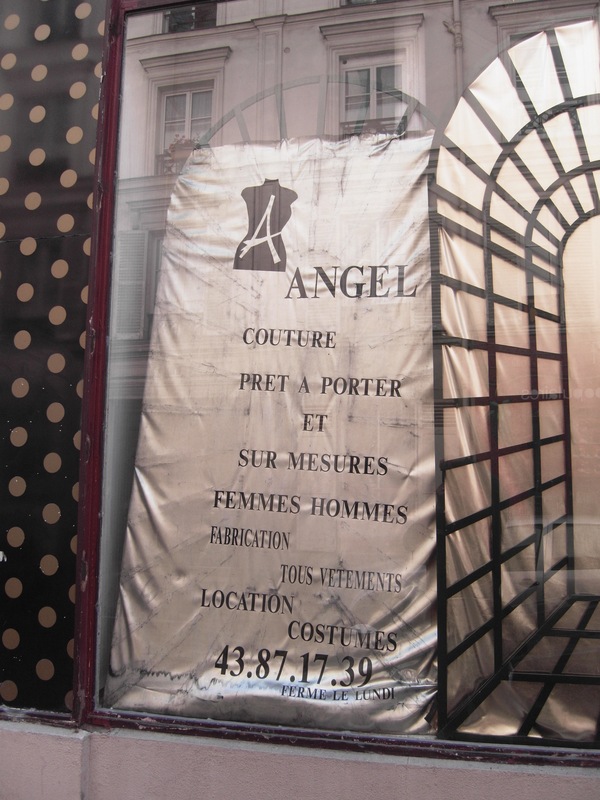 A
ANGEL
COUTURE
PRET A PORTER
ET
SUR MESURES
FEMMES HOMMES
FABRICATION
TOUS VETEMENTS
LOCATION
COSTUMES
43.87.17.39
FERME LE LUNDI